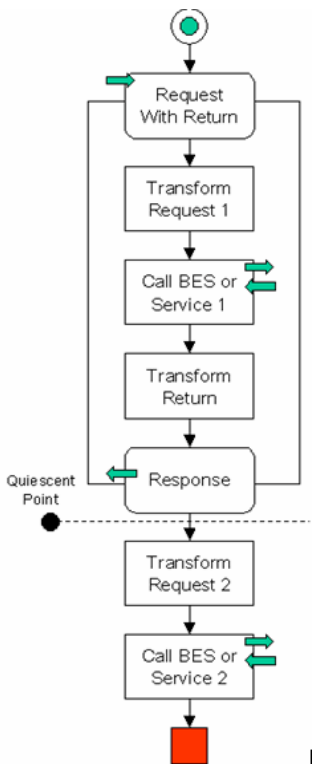 Request
With Return
Transform
Request 1
Call BES or
Service 1
Transform
Return
Response
Quiescent
Point
Transform
Request 2
Call BES or
Service 2